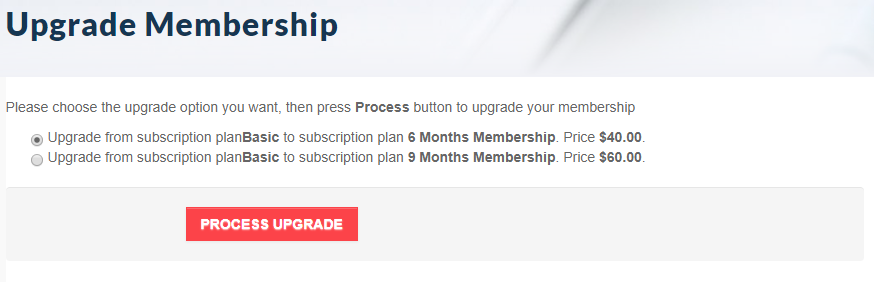 Upgrade Membership
Please choose the upgrade option you want, then press Process button to upgrade your membership
Upgrade from subscription planBasic to subscription plan 6 Months Membership. Price $40.00.
Upgrade from subscription planBasic to subscription plan 9 Months Membership. Price $60.00.
PROCESS UPGRADE